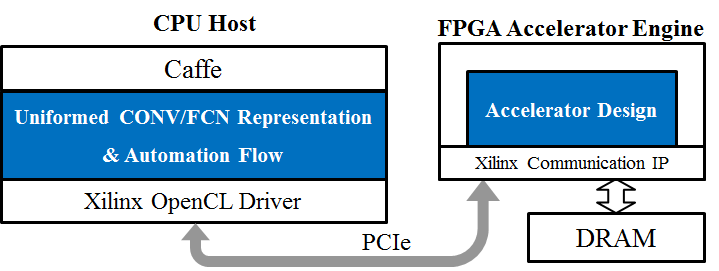 CPU Host
Caffe
Uniformed CONV/FCN Representation
& Automation Flow
Xilinx OpenCL Driver
PCIe
FPGA Accelerator Engine
Accelerator Design
Xilinx Communication IP
DRAM